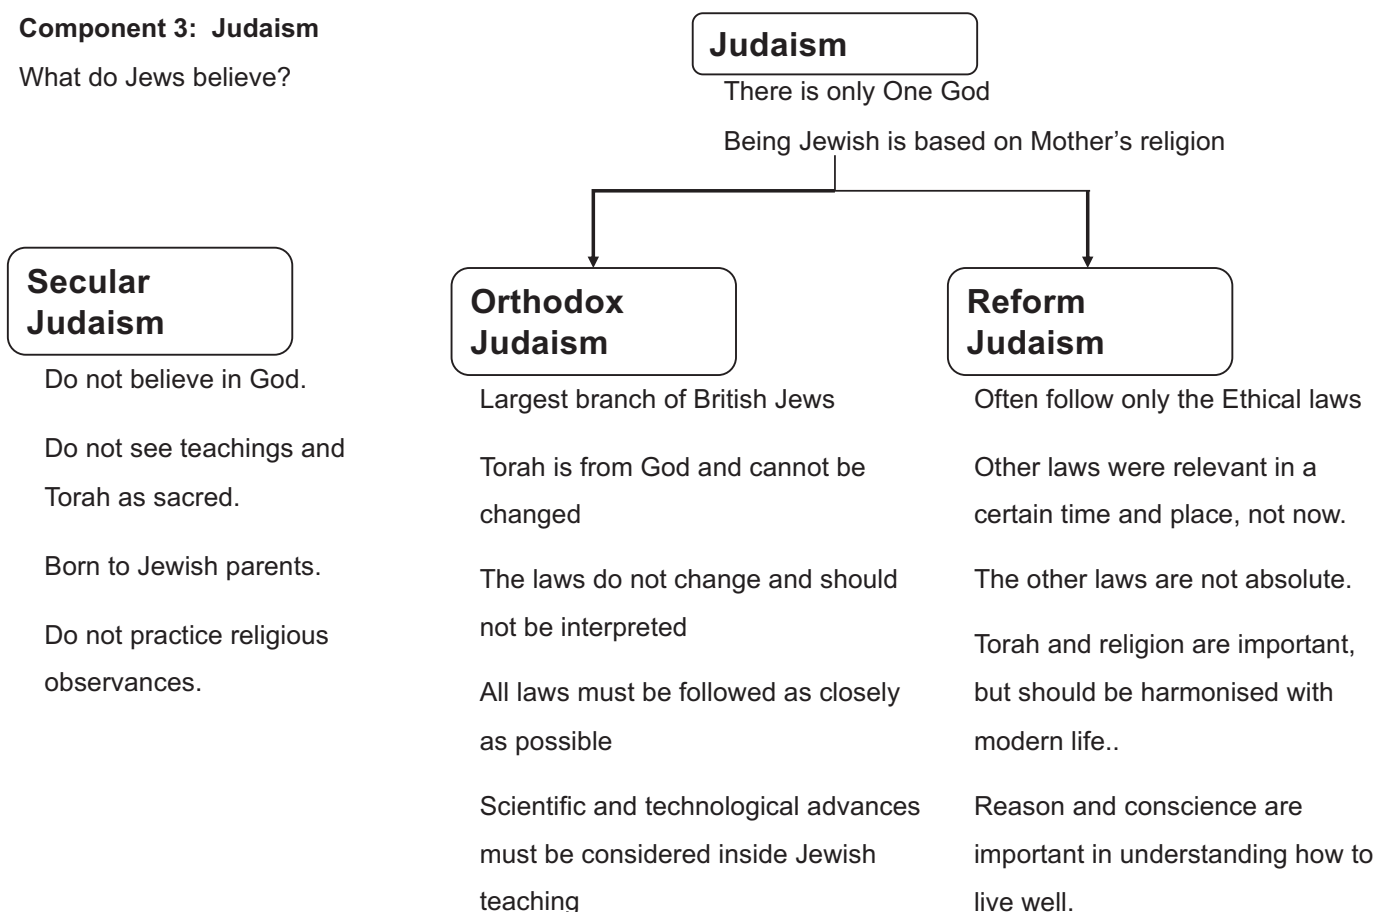 Component 3: Judaism
What do Jews believe?
Judaism
There is only One God
Being Jewish is based on Mother’s religion
Secular
Judaism
Do not believe in God.
Do not see teachings and
Torah as sacred.
Born to Jewish parents.
Do not practice religious
observances.
Orthodox
Judaism
Largest branch of British Jews
Torah is from God and cannot be
changed
The laws do not change and should
not be interpreted
All laws must be followed as closely
as possible
Scientific and technological advances
must be considered inside Jewish
teaching
Reform
Judaism
Often follow only the Ethical laws
Other laws were relevant in a
certain time and place, not now.
The other laws are not absolute.
Torah and religion are important,
but should be harmonised with
modern life..
Reason and conscience are
important in understanding how to
live well.